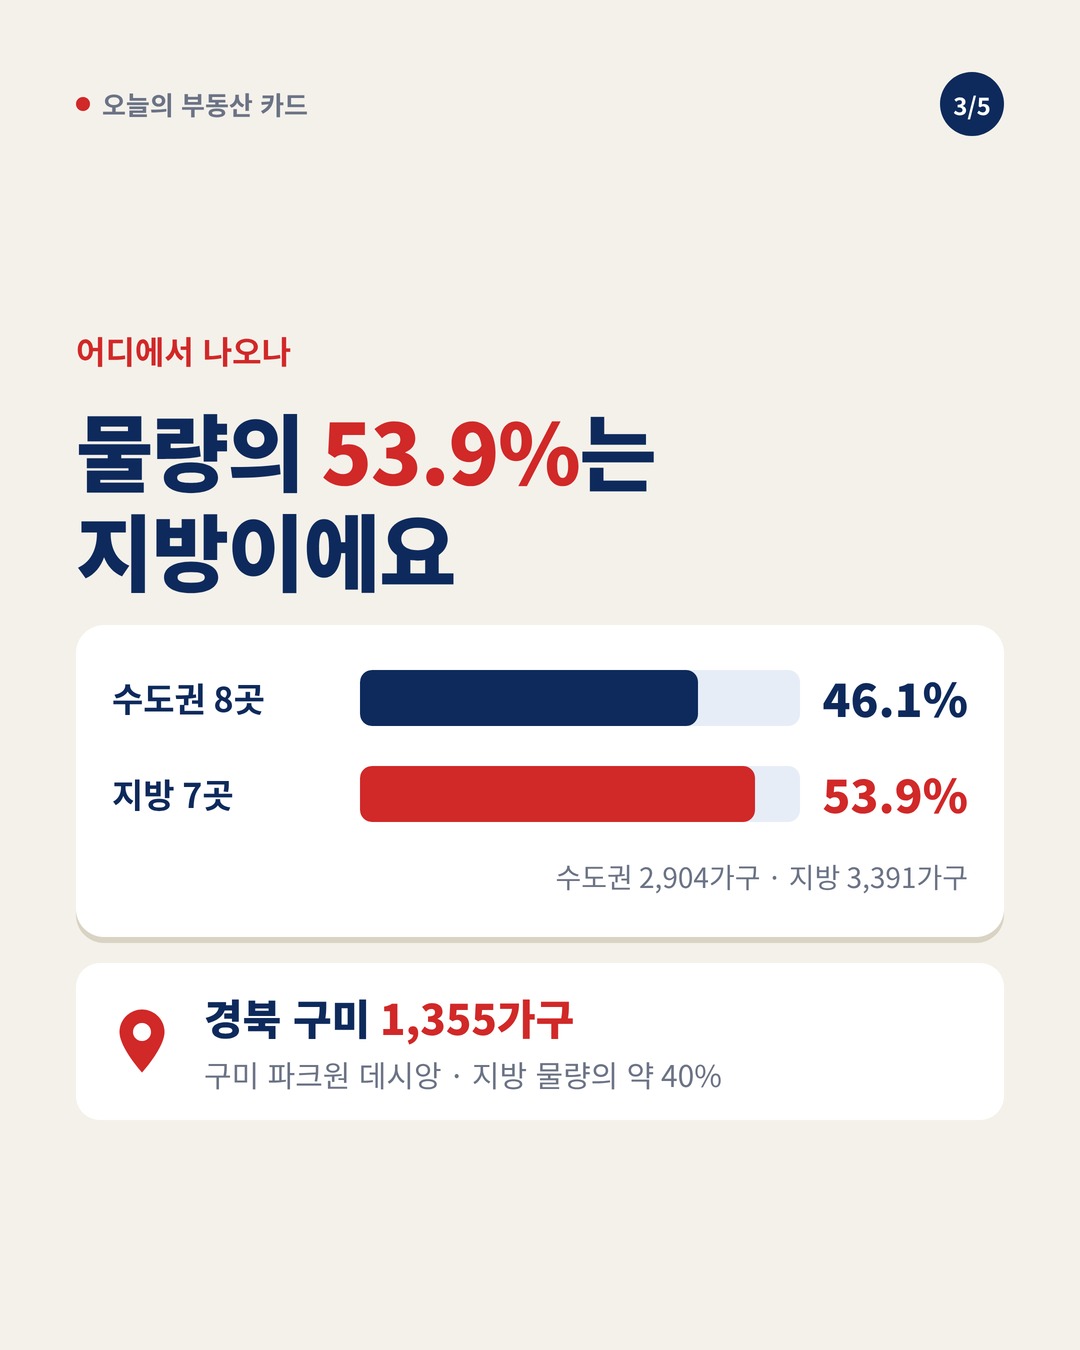 오늘의 부동산 카드
3/5
어디에서 나오나
물량의 53.9%는
지방이에요
수도권 8곳 46.1%
지방 7곳 53.9%
수도권 2,904가구 · 지방 3,391가구
경북 구미 1,355가구
구미 파크원 데시앙 · 지방 물량의 약 40%